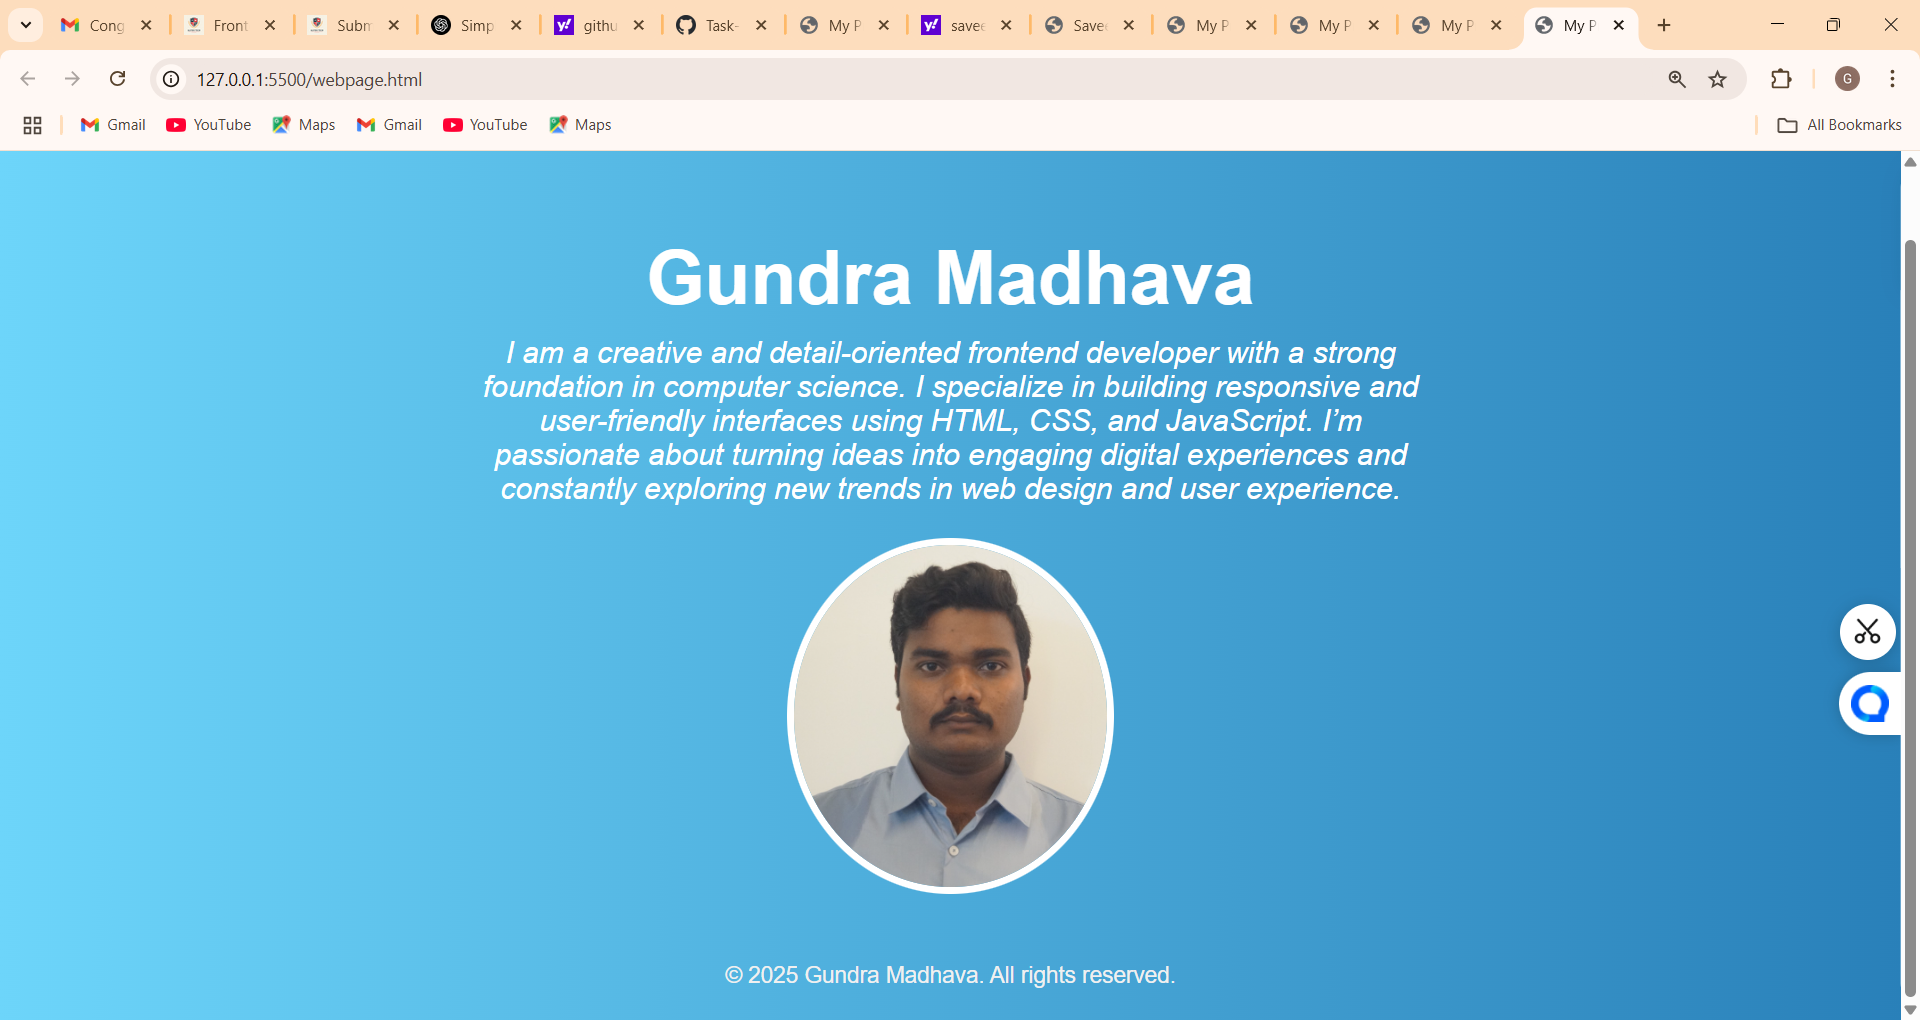 Cong
Front
Subm
Simp
githu
Task-
My P
savee
Savee
My P
My P
My P
My P
127.0.0.1:5500/webpage.html
G
Gmail
YouTube
Maps
Gmail
YouTube
Maps
All Bookmarks
Gundra Madhava
I am a creative and detail-oriented frontend developer with a strong
foundation in computer science. I specialize in building responsive and
user-friendly interfaces using HTML, CSS, and JavaScript. I’m
passionate about turning ideas into engaging digital experiences and
constantly exploring new trends in web design and user experience.
© 2025 Gundra Madhava. All rights reserved.